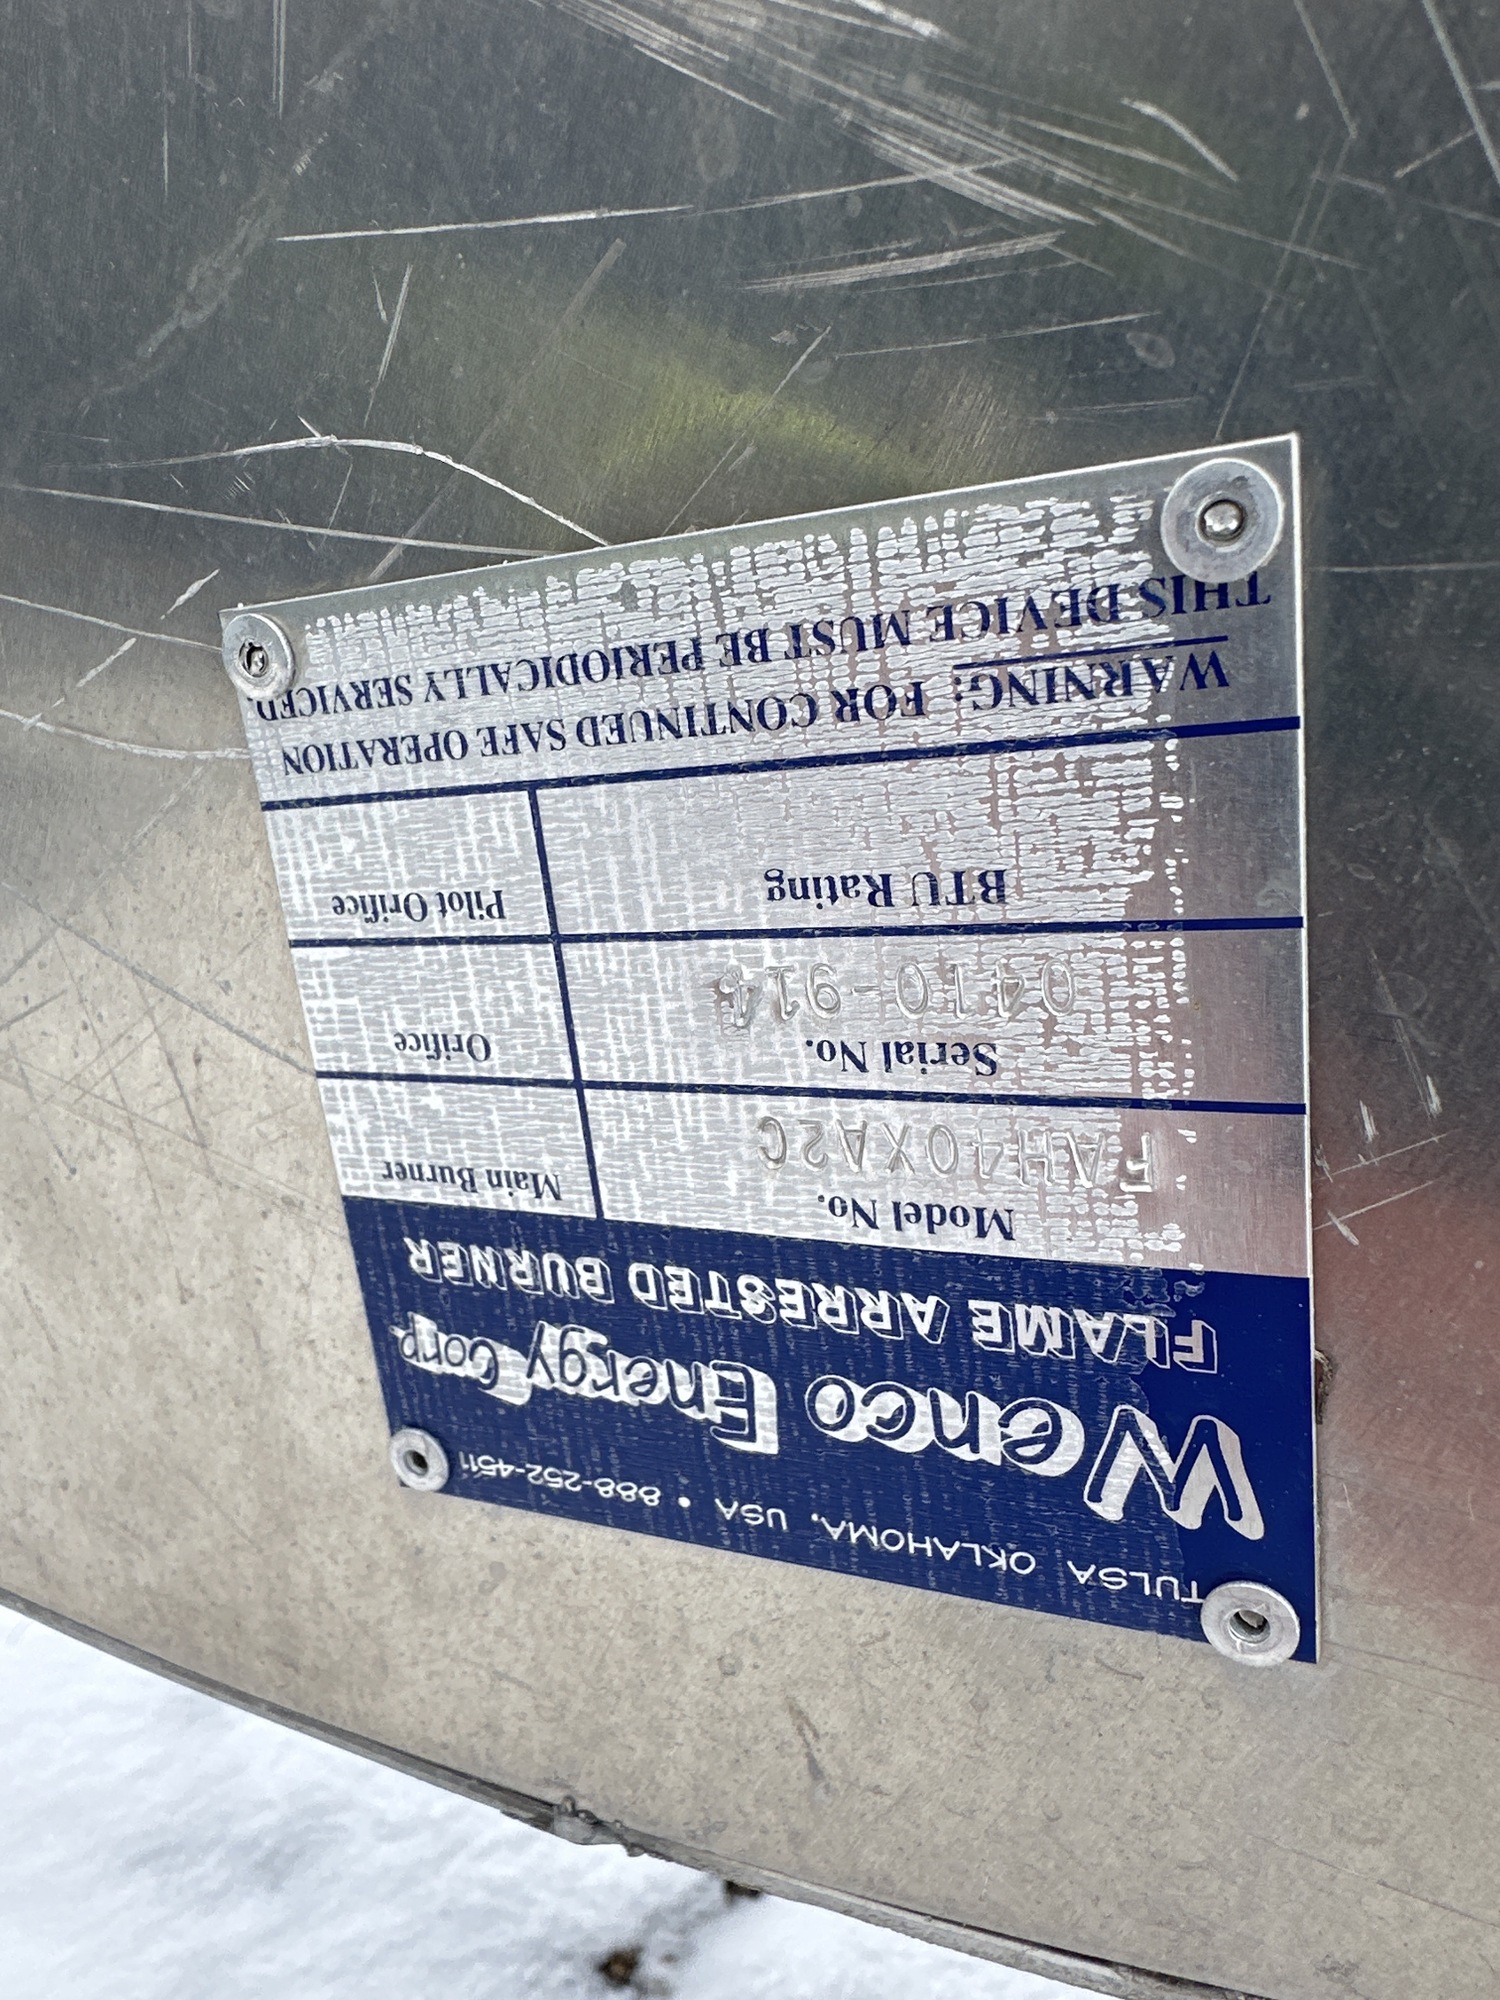 TULSA OKLAHOMA, USA • 888-252-4511
Wenco Energy Corp.
FLAME ARRESTED BURNER
Model No.
FAH40XA2C
Main Burner
Serial No.
0410-914
Orifice
BTU Rating
Pilot Orifice
WARNING: FOR CONTINUED SAFE OPERATION
THIS DEVICE MUST BE PERIODICALLY SERVICED.